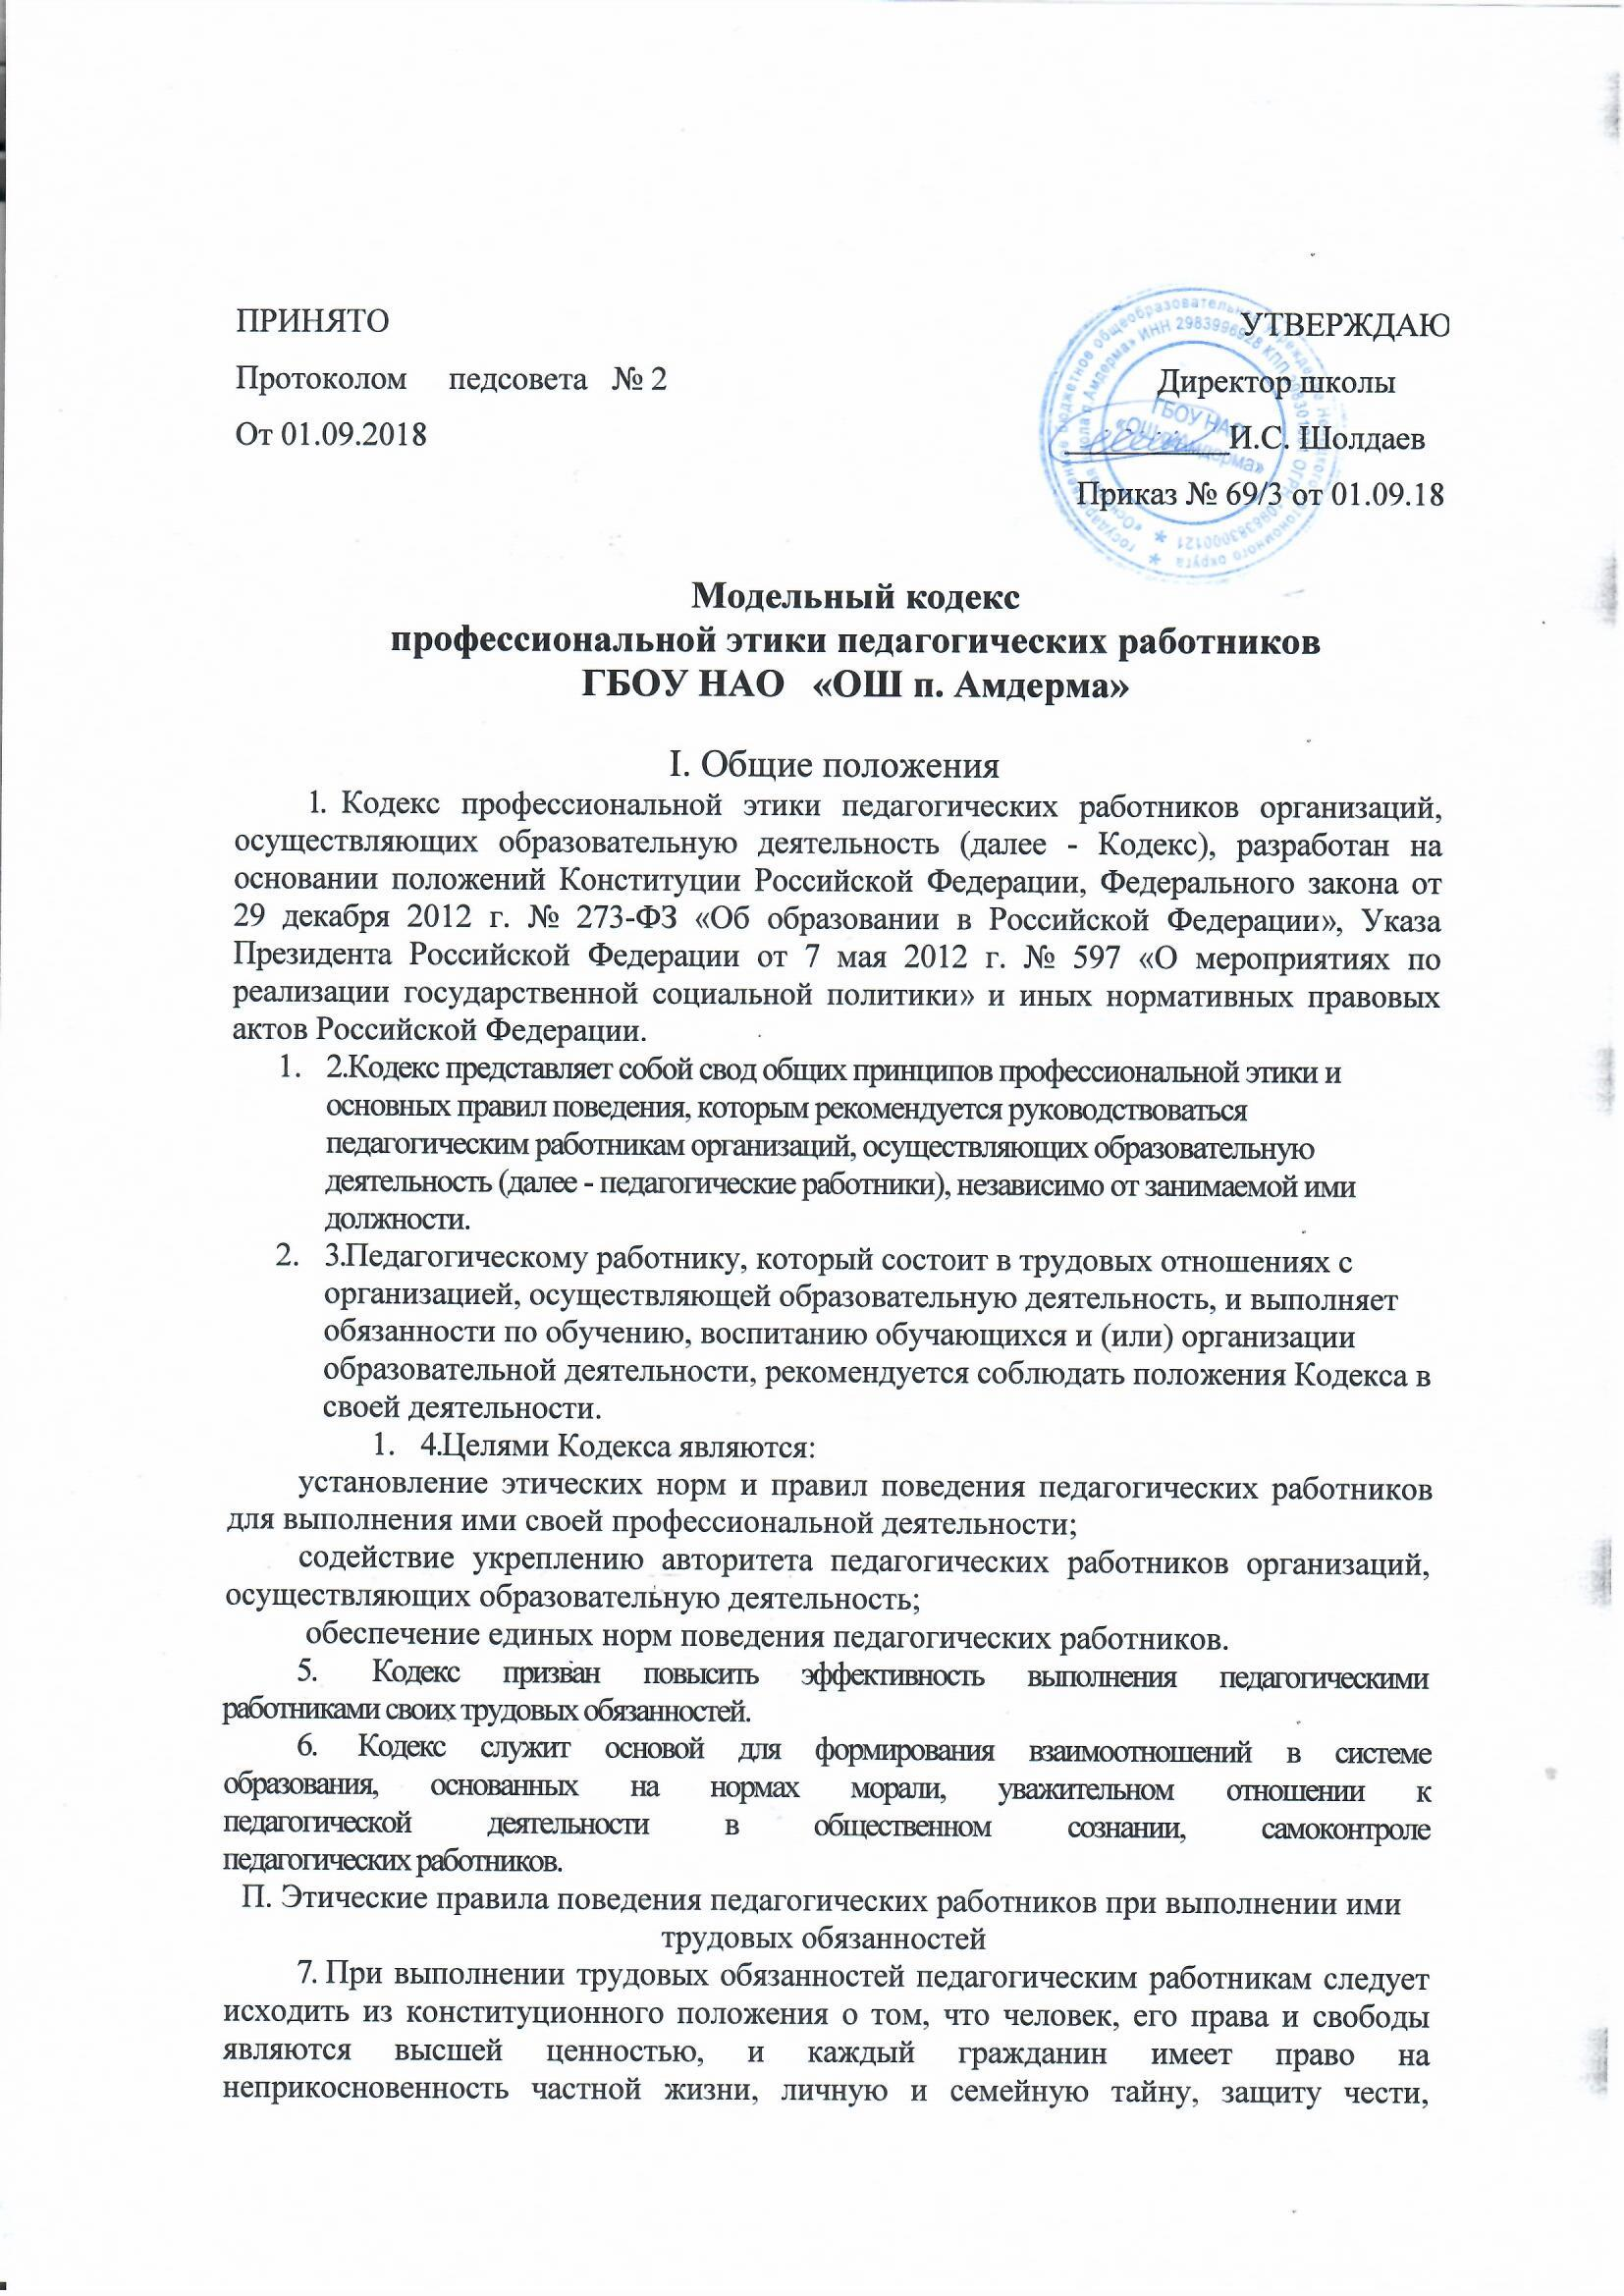 ПРИНЯТО
УТВЕРЖДАЮ
Протоколом педсовета № 2
Директор школы
От 01.09.2018
И.С. Шолдаев
Приказ № 69/3 от 01.09.18
ГБОУ НАО
Модельный кодекс
профессиональной этики педагогических работников
ГБОУ НАО «ОШ п. Амдерма»
I. Общие положения
1. Кодекс профессиональной этики педагогических работников организаций,
осуществляющих образовательную деятельность (далее - Кодекс), разработан на
основании положений Конституции Российской Федерации, Федерального закона от
29 декабря 2012 г. № 273-ФЗ «Об образовании в Российской Федерации», Указа
Президента Российской Федерации от 7 мая 2012 г. № 597 «О мероприятиях по
реализации государственной социальной политики» и иных нормативных правовых
актов Российской Федерации.
1. 2.Кодекс представляет собой свод общих принципов профессиональной этики и
основных правил поведения, которым рекомендуется руководствоваться
педагогическим работникам организаций, осуществляющих образовательную
деятельность (далее - педагогические работники), независимо от занимаемой ими
должности.
2. 3.Педагогическому работнику, который состоит в трудовых отношениях с
организацией, осуществляющей образовательную деятельность, и выполняет
обязанности по обучению, воспитанию обучающихся и (или) организации
образовательной деятельности, рекомендуется соблюдать положения Кодекса в
своей деятельности.
1. 4.Целями Кодекса являются:
установление этических норм и правил поведения педагогических работников
для выполнения ими своей профессиональной деятельности;
содействие укреплению авторитета педагогических работников организаций,
осуществляющих образовательную деятельность;
обеспечение единых норм поведения педагогических работников.
5. Кодекс призван повысить эффективность выполнения педагогическими
работниками своих трудовых обязанностей.
6. Кодекс служит основой для формирования взаимоотношений в системе
образования, основанных на нормах морали, уважительном отношении к
педагогической деятельности в общественном сознании, самоконтроле
педагогических работников.
П. Этические правила поведения педагогических работников при выполнении ими
трудовых обязанностей
7. При выполнении трудовых обязанностей педагогическим работникам следует
исходить из конституционного положения о том, что человек, его права и свободы
являются высшей ценностью, и каждый гражданин имеет право на
неприкосновенность частной жизни, личную и семейную тайну, защиту чести,